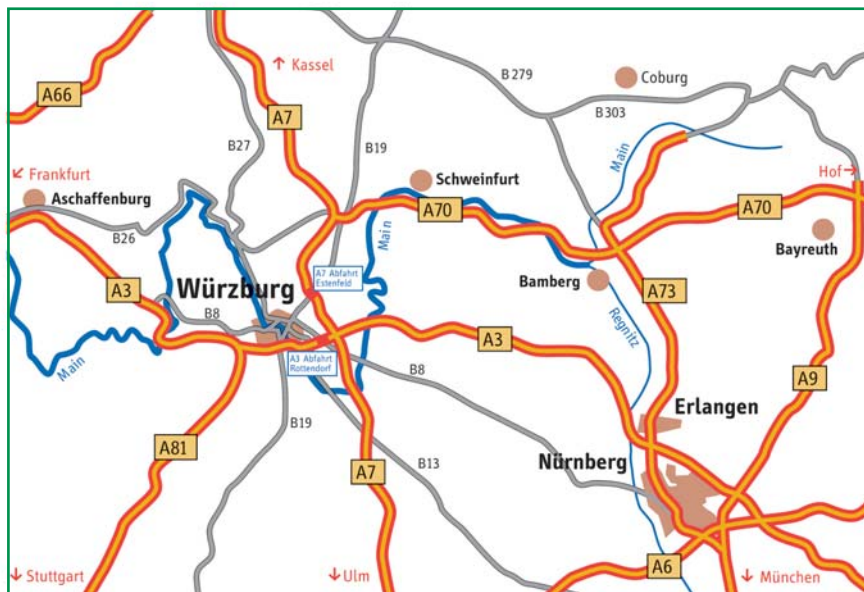 Kassel
A66
A7
B 279
Coburg
B303
B27
B19
Main
Frankfurt
Aschaffenburg
Schweinfurt
Hof
A70
A70
B26
Main
Bayreuth
A7 Abfahrt
Estenfeld
Würzburg
Bamberg
A3
A73
B8
Regnitz
A3
Main
A3 Abfahrt
Rottendorf
B8
A9
Erlangen
B19
A81
Nürnberg
A7
B13
A6
Stuttgart
Ulm
München